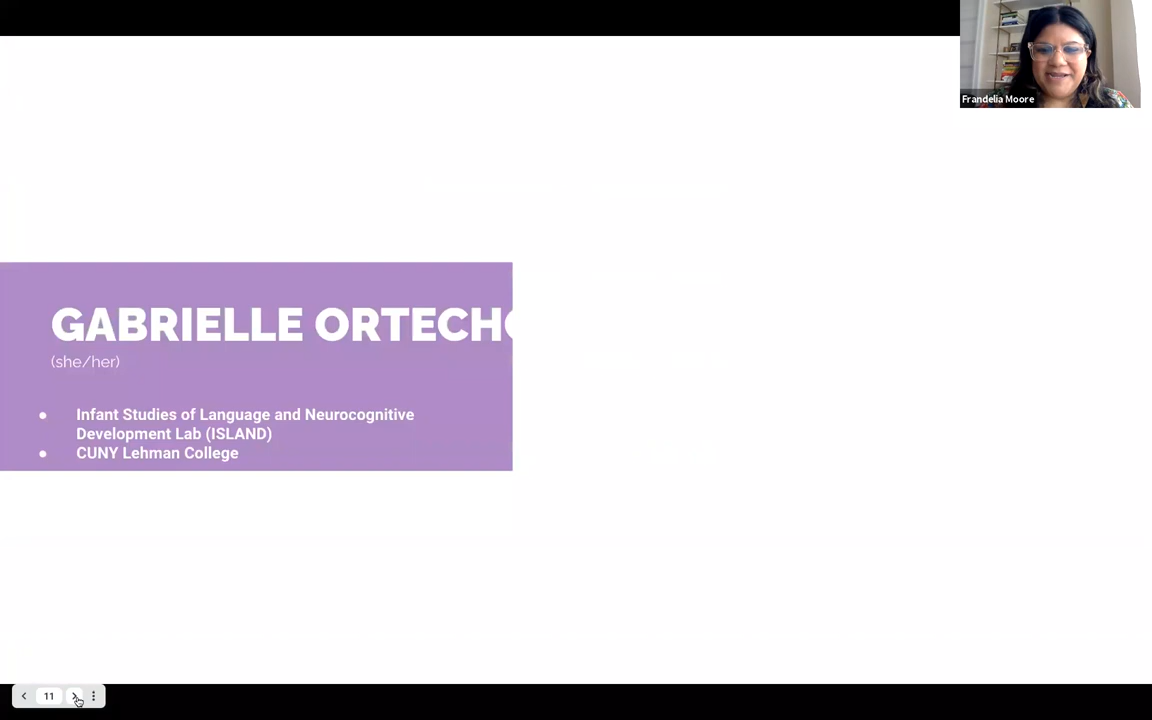 Frandelia Moore
GABRIELLE ORTECH
(she/her)
● Infant Studies of Language and Neurocognitive
Development Lab (ISLAND)
● CUNY Lehman College
11